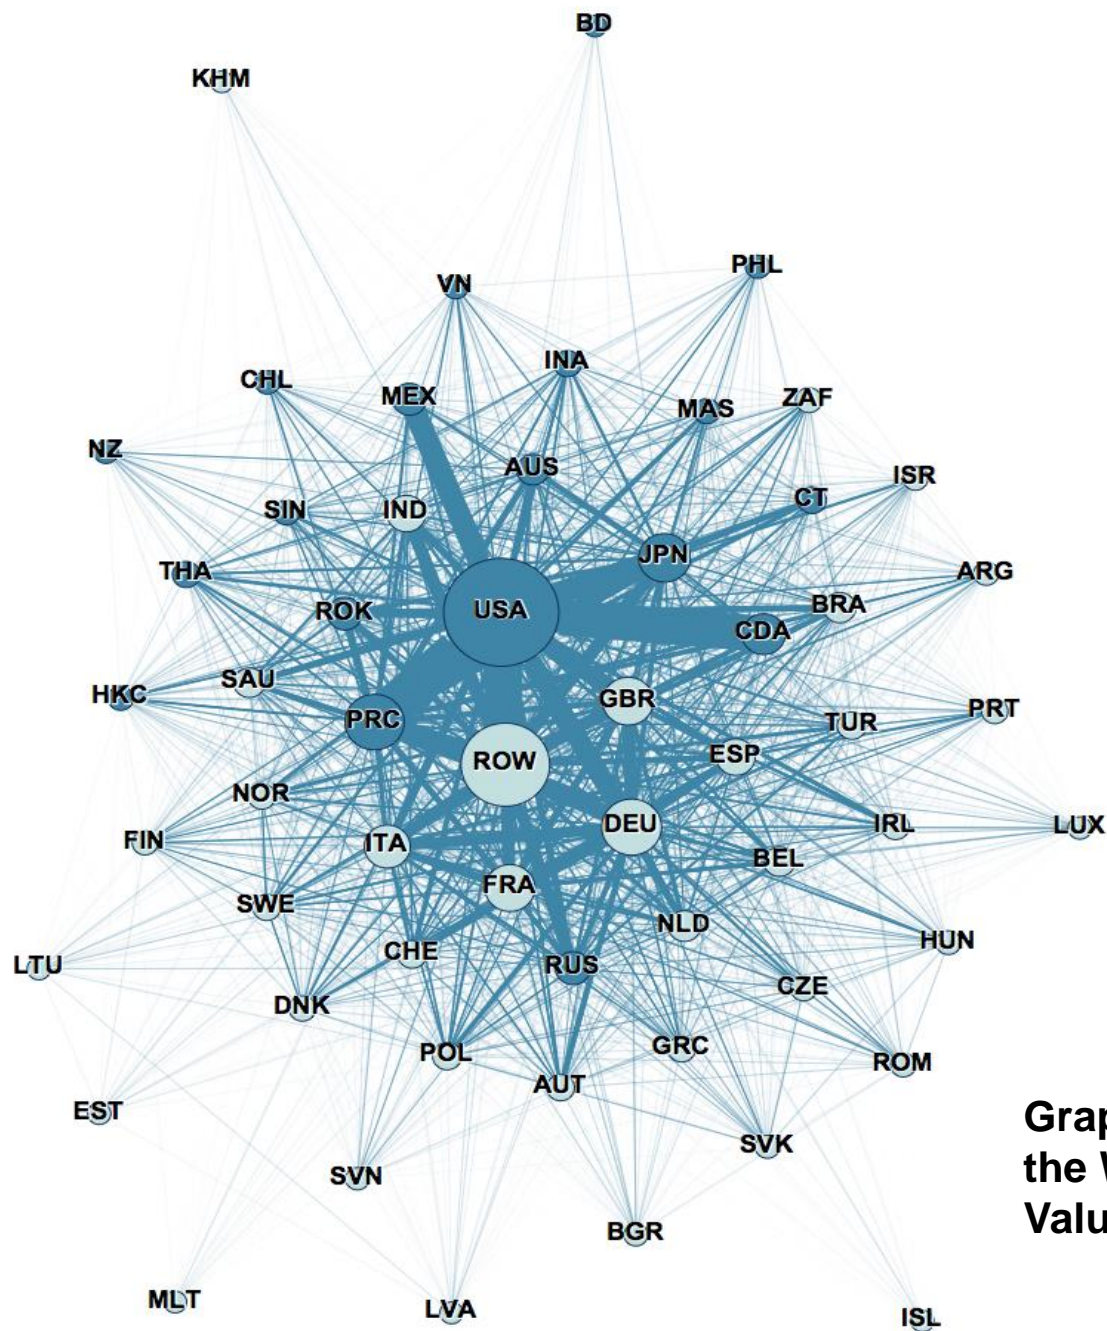 BD
KHM
PHL
VN
INA
CHL
MEX
MAS
ZAF
NZ
AUS
ISR
SIN
IND
CT
JPN
THA
ARG
ROK
USA
BRA
CDA
SAU
HKC
GBR
PRC
TUR
PRT
ROW
ESP
NOR
DEU
IRL
LUX
FIN
ITA
BEL
FRA
SWE
NLD
HUN
CHE
LTU
RUS
CZE
DNK
POL
GRC
ROM
AUT
EST
SVK
SVN
BGR
MLT
LVA
ISL
Grap
the
Valu